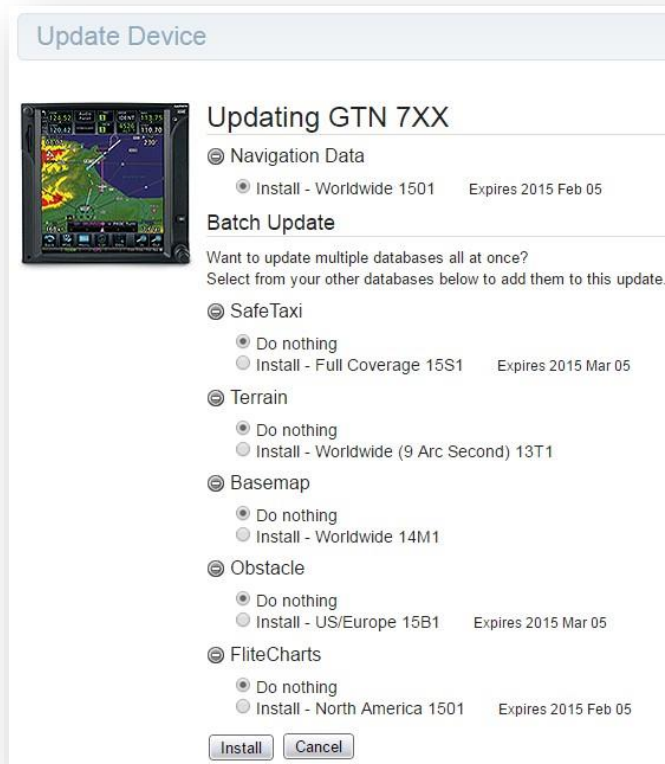 Update Device
Updating GTN 7XX
Navigation Data
Install - Worldwide 1501 Expires 2015 Feb 05
Batch Update
Want to update multiple databases all at once?
Select from your other databases below to add them to this update.
SafeTaxi
Do nothing
Install - Full Coverage 15S1 Expires 2015 Mar 05
Terrain
Do nothing
Install - Worldwide (9 Arc Second) 13T1
Basemap
Do nothing
Install - Worldwide 14M1
Obstacle
Do nothing
Install - US/Europe 15B1 Expires 2015 Mar 05
FliteCharts
Do nothing
Install - North America 1501 Expires 2015 Feb 05
Install Cancel